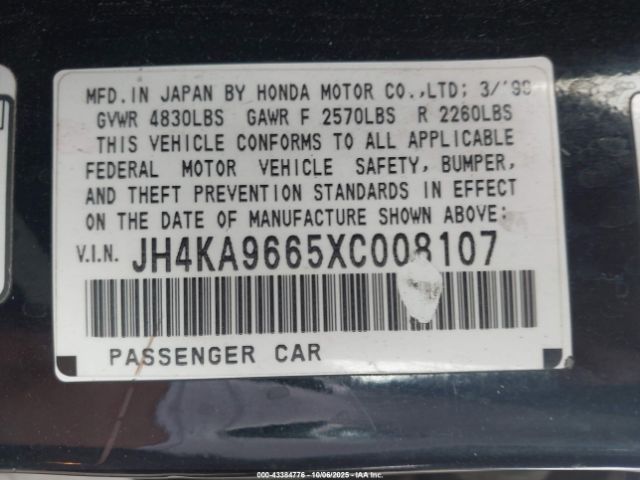 MFD. IN JAPAN BY HONDA MOTOR CO.,LTD; 3/'99
GVWR 4830LBS GAWR F 2570LBS R 2260LBS
THIS VEHICLE CONFORMS TO ALL APPLICABLE
FEDERAL MOTOR VEHICLE SAFETY, BUMPER,
AND THEFT PREVENTION STANDARDS IN EFFECT
ON THE DATE OF MANUFACTURE SHOWN ABOVE:
V.I.N. JH4KA9665XC008107
PASSENGER CAR
000-43384776 - 10/06/2025 - IAAI.COM